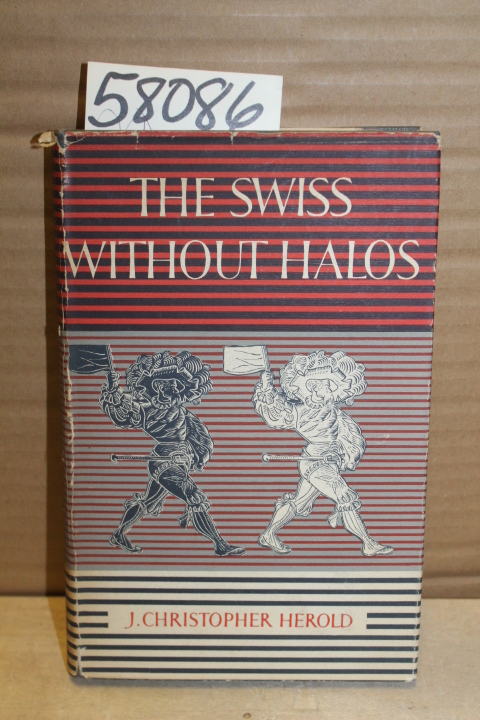 58086
THE SWISS
WITHOUT HALOS
J. CHRISTOPHER HEROLD